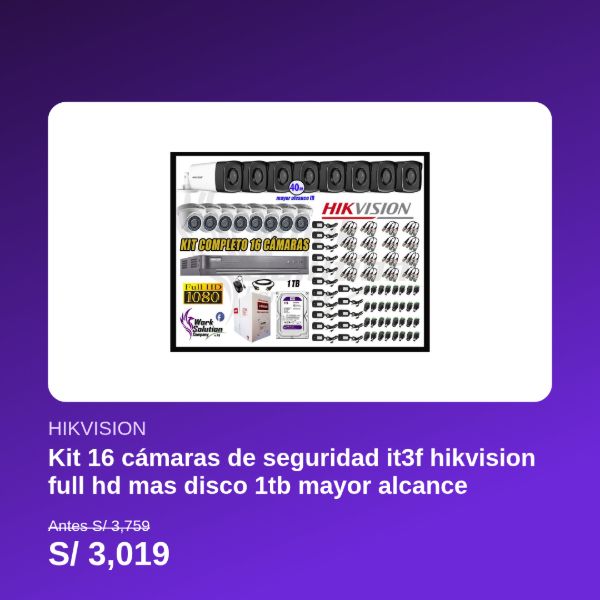 40m
mayor alcance IR
HIKVISION
KIT COMPLETO 16 CÁMARAS
1TB
Full HD
1080
Work
Solution
Company
HIKVISION
Kit 16 cámaras de seguridad it3f hikvision
full hd mas disco 1tb mayor alcance
Antes S/ 3,759
S/ 3,019